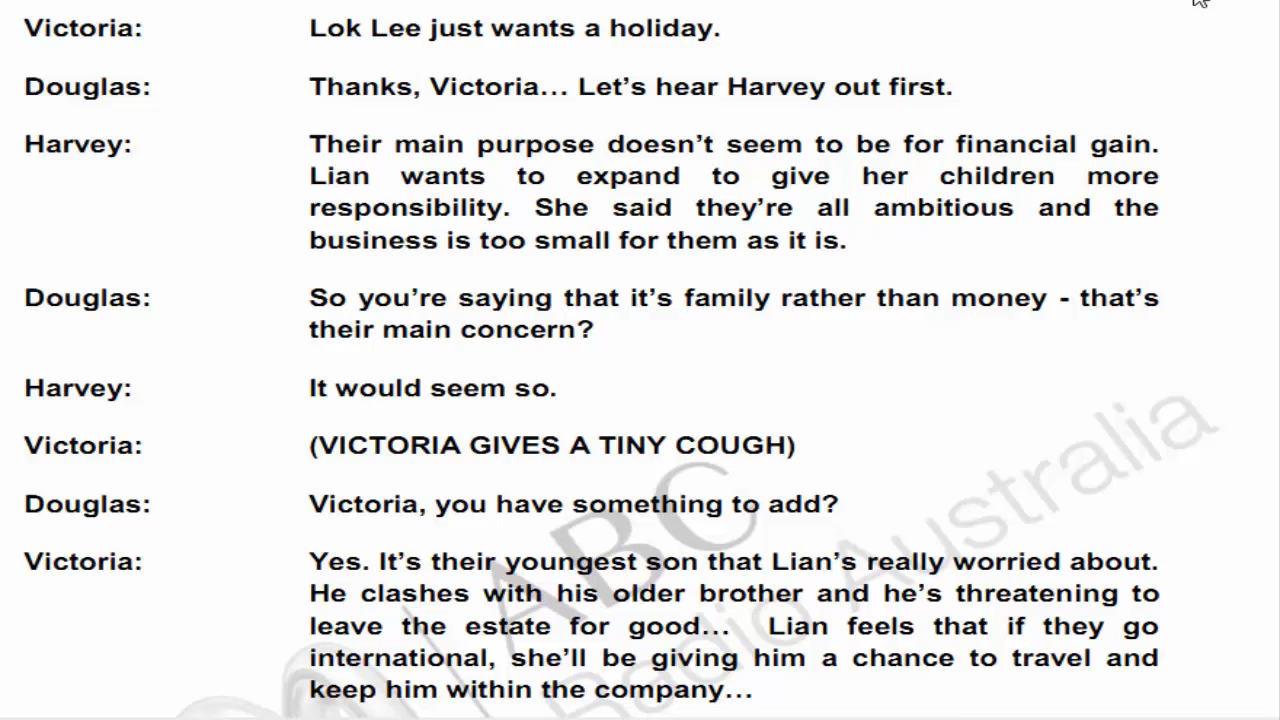 Victoria: Lok Lee just wants a holiday.
Douglas: Thanks, Victoria… Let's hear Harvey out first.
Harvey: Their main purpose doesn't seem to be for financial gain.
Lian wants to expand to give her children more
responsibility. She said they're all ambitious and the
business is too small for them as it is.
Douglas: So you're saying that it's family rather than money - that's
their main concern?
Harvey: It would seem so.
Victoria: (VICTORIA GIVES A TINY COUGH)
Douglas: Victoria, you have something to add?
Victoria: Yes. It's their youngest son that Lian's really worried about.
He clashes with his older brother and he's threatening to
leave the estate for good… Lian feels that if they go
international, she'll be giving him a chance to travel and
keep him within the company…
ABC
Radio Australia